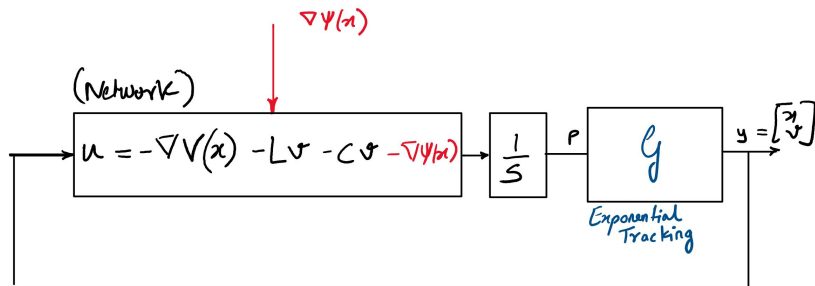 ∇Ψ(x)
(Network)
u = -∇V(x) - Lv - cv -∇Ψ(x)
1
S
P
G
y = [x
v]
Exponential
Tracking